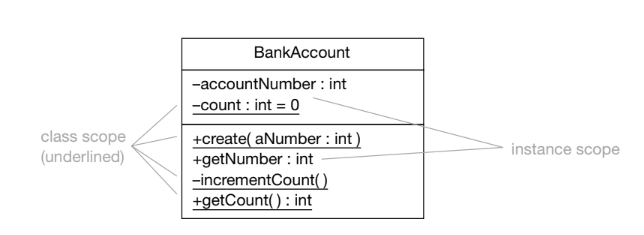 BankAccount
–accountNumber : int
–count : int = 0
+create( aNumber : int )
+getNumber : int
–incrementCount( )
+getCount( ) : int
class scope
(underlined)
instance scope